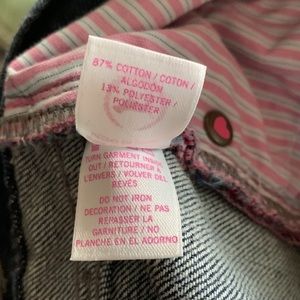 87% COTTON / COTON /
ALGODÓN
13% POLYESTER /
POLIÉSTER
TURN GARMENT INSIDE
OUT / RETOURNER À
L'ENVERS / VOLVER DEL
REVÉS
DO NOT IRON
DECORATION / NE PAS
REPASSER LA
GARNITURE / NO
PLANCHE EN EL ADORNO